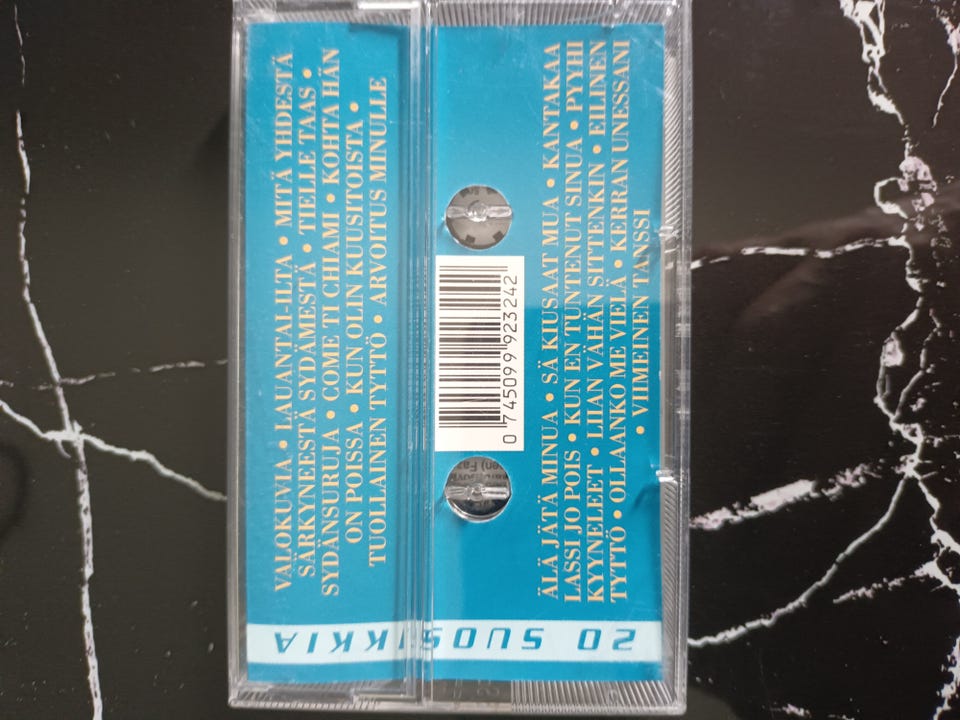 VALOKUVIA • LAUANTAI-ILTA • MITÄ YHDESTÄ
SÄRKYNEESTÄ SYDÄMESTÄ • TIELLE TAAS •
SYDÄNSURUJA • COME TI CHIAMI • KOHTA HÄN
ON POISSA • KUN OLIN KUUSITOISTA •
TUOLLAINEN TYTTÖ • ARVOITUS MINULLE
0 745099 923242
ÄLÄ JÄTÄ MINUA • SÄ KIUSAAT MUA • KANTAKAA
LASSI JO POIS • KUN EN TUNTENUT SINUA • PYYHI
KYYNELEET • LIIAN VÄHÄN SITTENKIN • EILINEN
TYTTÖ • OLLAANKO ME VIELÄ • KERRAN UNESSANI
• VIIMEINEN TANSSI
20 SUOSIKKIA